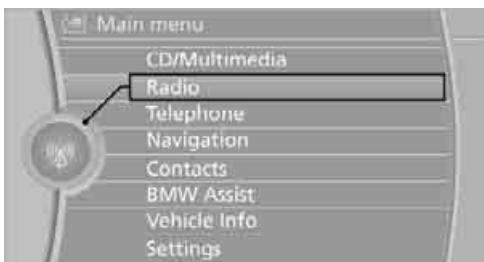 Main menu
CD/Multimedia
Radio
Telephone
Navigation
Contacts
BMW Assist
Vehicle Info
Settings